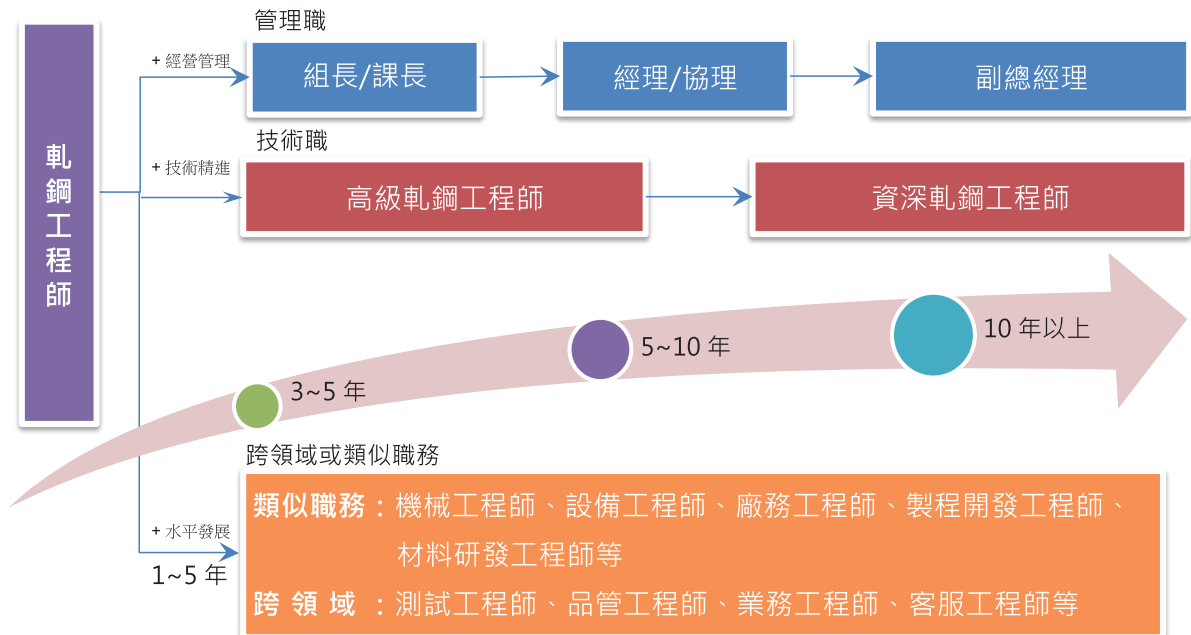 軋鋼工程師
管理職
+ 經營管理
組長/課長
經理/協理
副總經理
技術職
+ 技術精進
高級軋鋼工程師
資深軋鋼工程師
3~5 年
5~10 年
10 年以上
跨領域或類似職務
+ 水平發展
1~5 年
類似職務：機械工程師、設備工程師、廠務工程師、製程開發工程師、
材料研發工程師等
跨 領 域 ：測試工程師、品管工程師、業務工程師、客服工程師等